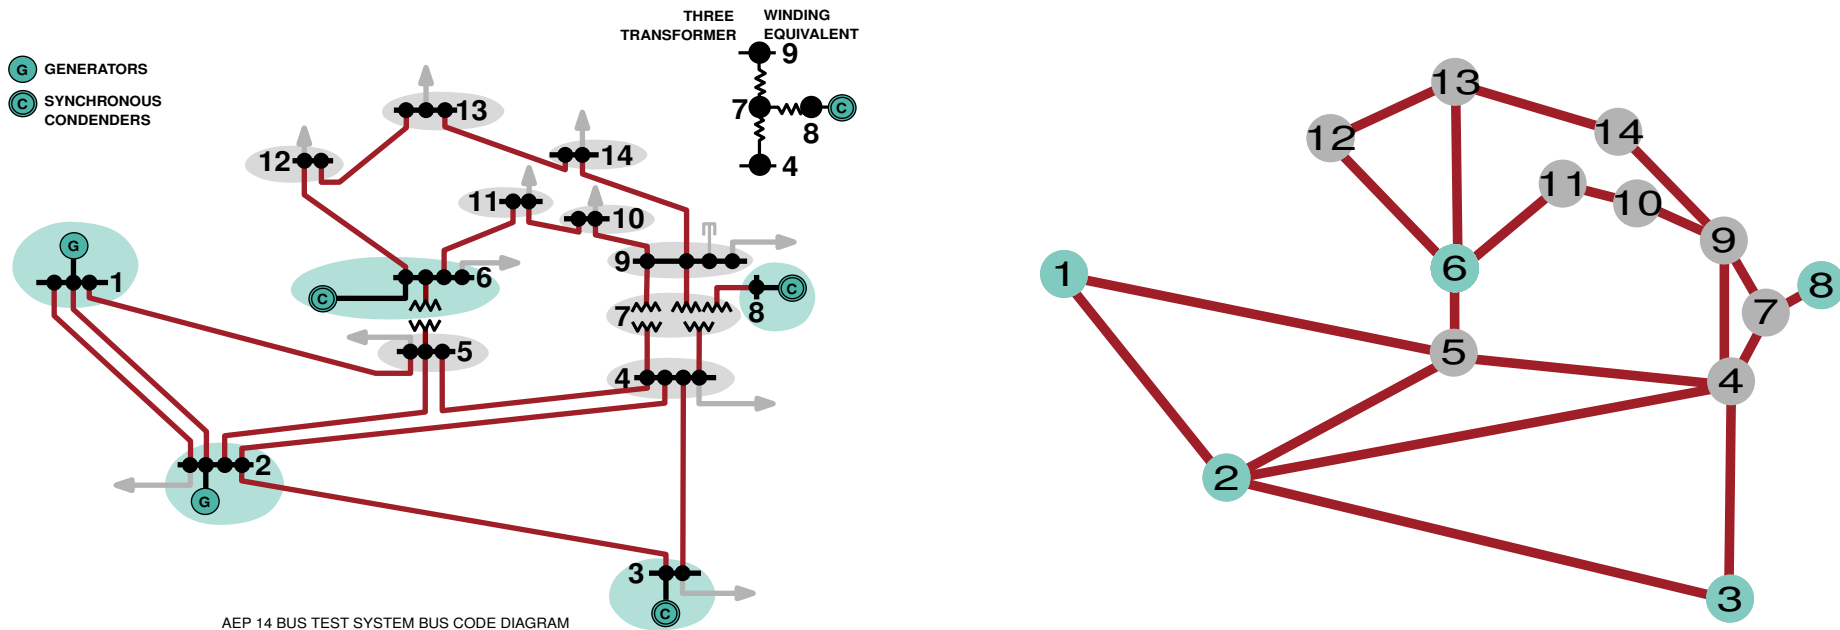 THREE WINDING
TRANSFORMER EQUIVALENT
G GENERATORS
C SYNCHRONOUS
CONDENDERS
9
7
8
C
4
13
12
14
11
10
G
1
6
C
9
8
C
7
5
4
2
G
3
C
AEP 14 BUS TEST SYSTEM BUS CODE DIAGRAM
13
12
14
11
10
9
6
1
8
7
5
4
2
3